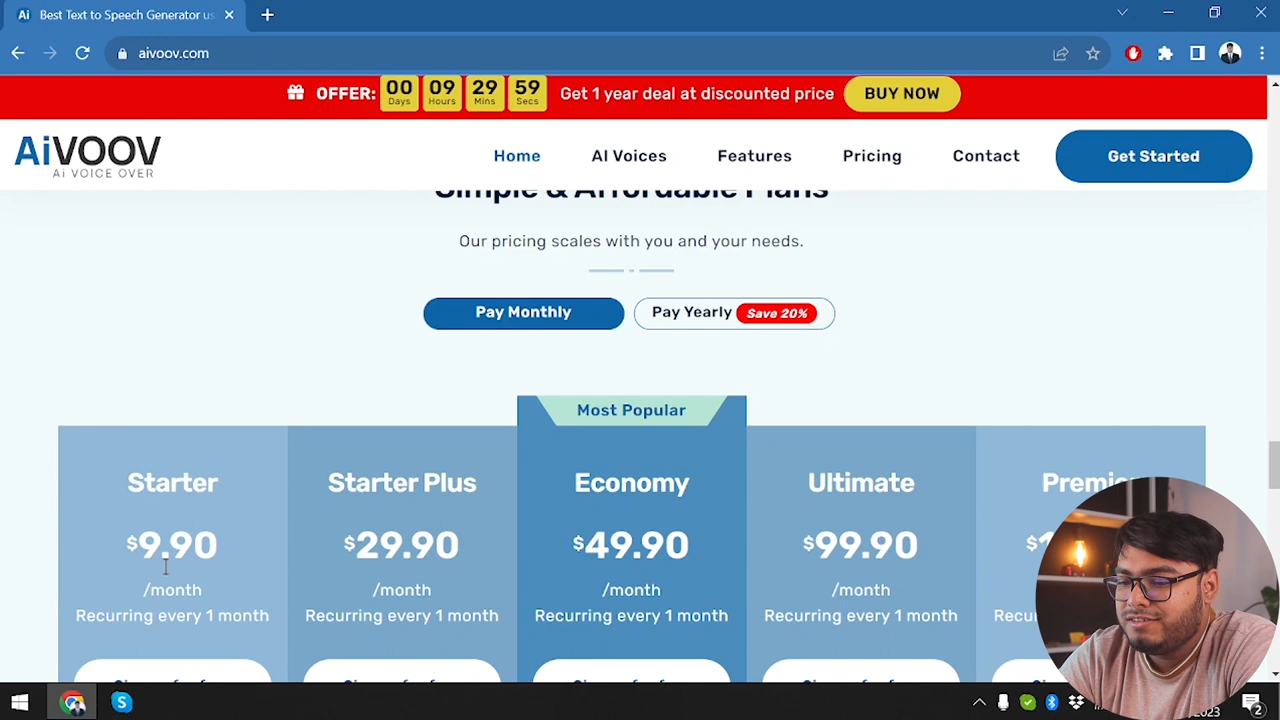 Best Text to Speech Generator us
aivoov.com
OFFER:
00 09 29 59
Days Hours Mins Secs
Get 1 year deal at discounted price
BUY NOW
AiVOOV
Ai VOICE OVER
Home
AI Voices
Features
Pricing
Contact
Get Started
Simple & Affordable Plans
Our pricing scales with you and your needs.
Pay Monthly
Pay Yearly Save 20%
Most Popular
Starter
$9.90
/month
Recurring every 1 month
Starter Plus
$29.90
/month
Recurring every 1 month
Economy
$49.90
/month
Recurring every 1 month
Ultimate
$99.90
/month
Recurring every 1 month
2